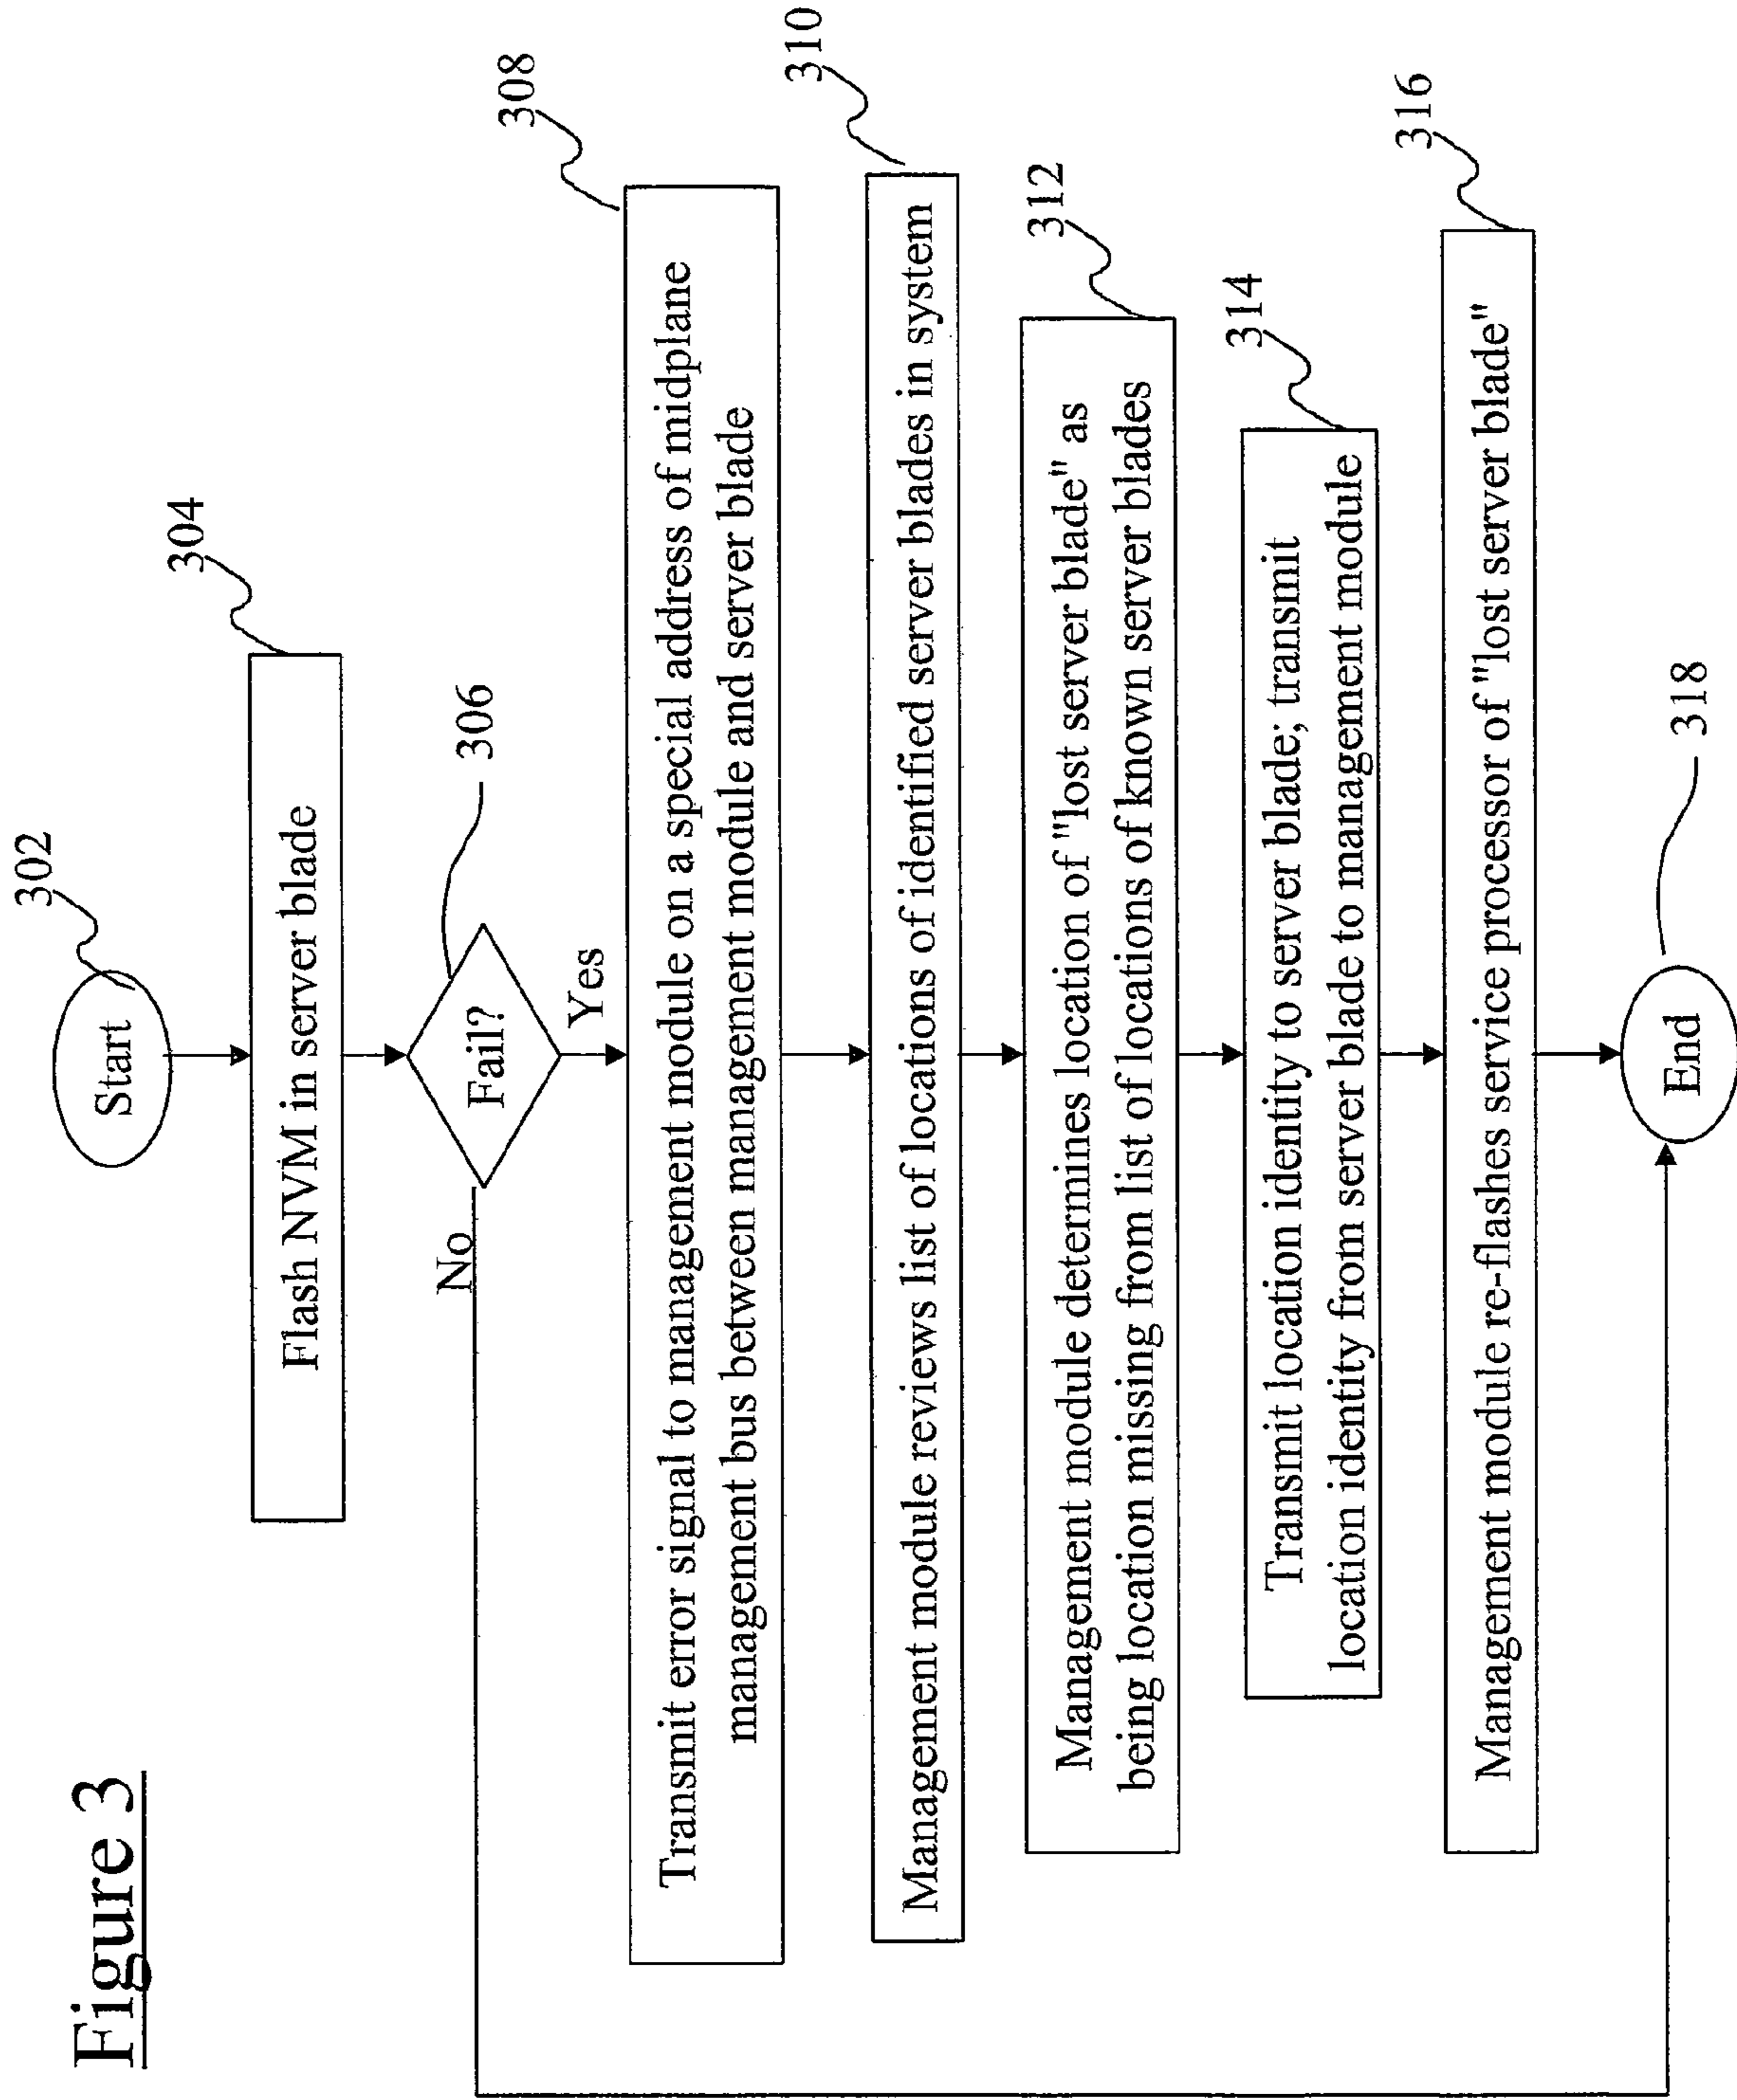 Figure 3
Start
302
Flash NVM in server blade
304
Fail?
306
No
Yes
Transmit error signal to management module on a special address of midplane
management bus between management module and server blade
308
Management module reviews list of locations of identified server blades in system
310
Management module determines location of "lost server blade" as
being location missing from list of locations of known server blades
312
Transmit location identity to server blade; transmit
location identity from server blade to management module
314
Management module re-flashes service processor of "lost server blade"
316
End
318